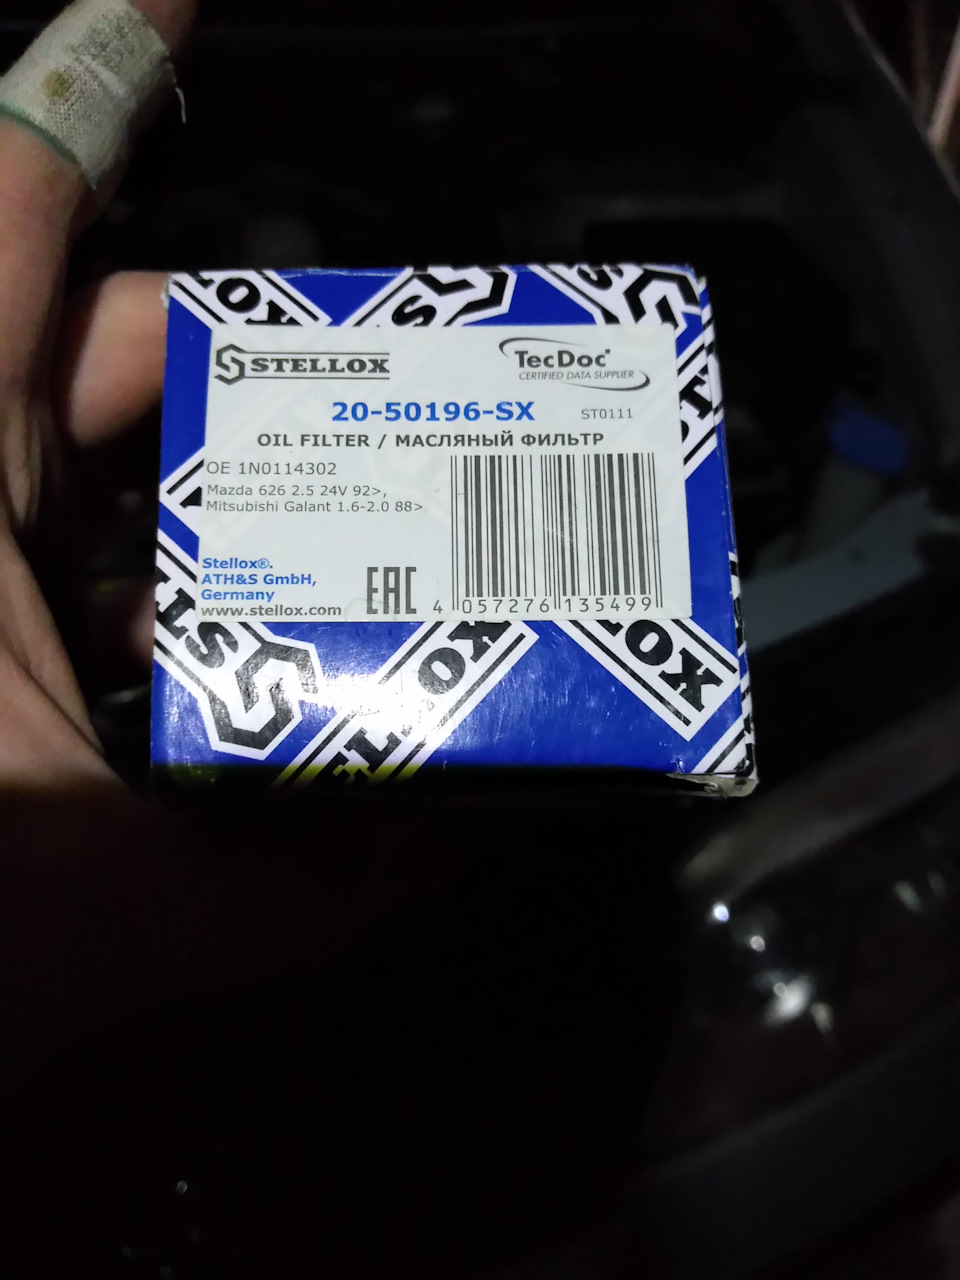 STELLOX
TecDoc
CERTIFIED DATA SUPPLIER
20-50196-SX
ST0111
OIL FILTER / МАСЛЯНЫЙ ФИЛЬТР
OE 1N0114302
Mazda 626 2.5 24V 92>,
Mitsubishi Galant 1.6-2.0 88>
Stellox®.
ATH&S GmbH,
Germany
www.stellox.com
EAC
4 057276 135499